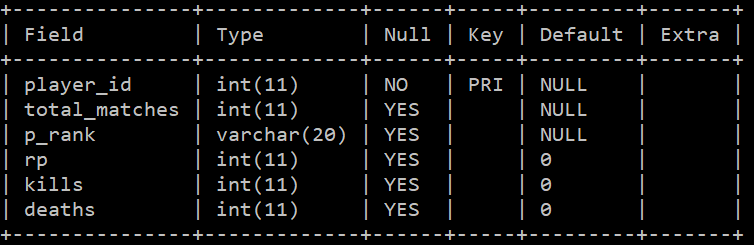 +---------------+-------------+------+-----+---------+-------+
| Field         | Type        | Null | Key | Default | Extra |
+---------------+-------------+------+-----+---------+-------+
| player_id     | int(11)     | NO   | PRI | NULL    |       |
| total_matches | int(11)     | YES  |     | NULL    |       |
| p_rank        | varchar(20) | YES  |     | NULL    |       |
| rp            | int(11)     | YES  |     | 0       |       |
| kills         | int(11)     | YES  |     | 0       |       |
| deaths        | int(11)     | YES  |     | 0       |       |
+---------------+-------------+------+-----+---------+-------+